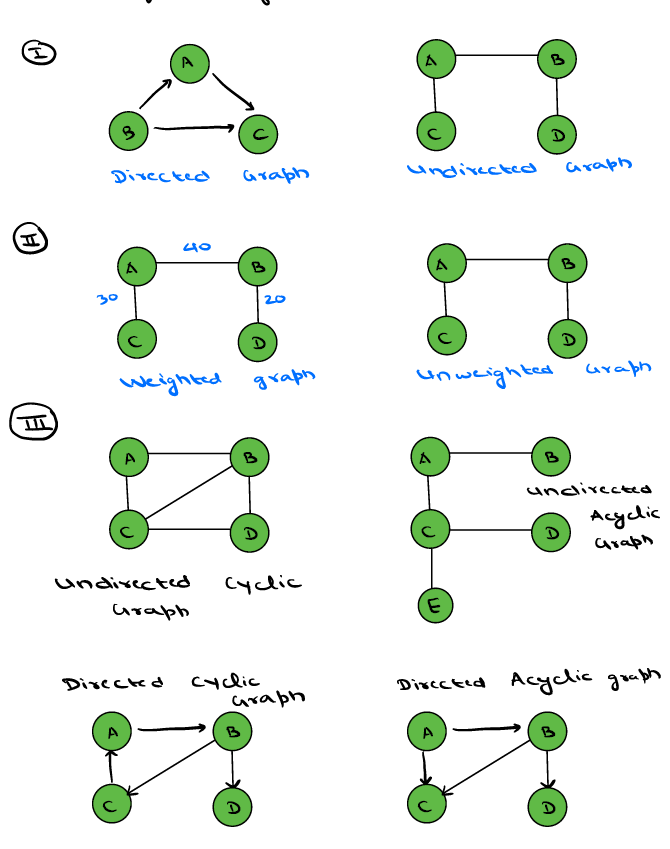 I
A
B
C
Directed Graph
A
B
C
D
Undirected Graph
II
40
A
B
30
20
C
D
Weighted graph
A
B
C
D
Unweighted Graph
III
A
B
C
D
Undirected Cyclic
Graph
A
B
Undirected
Acyclic
Graph
C
D
E
Directed Cyclic
Graph
A
B
C
D
Directed Acyclic graph
A
B
C
D